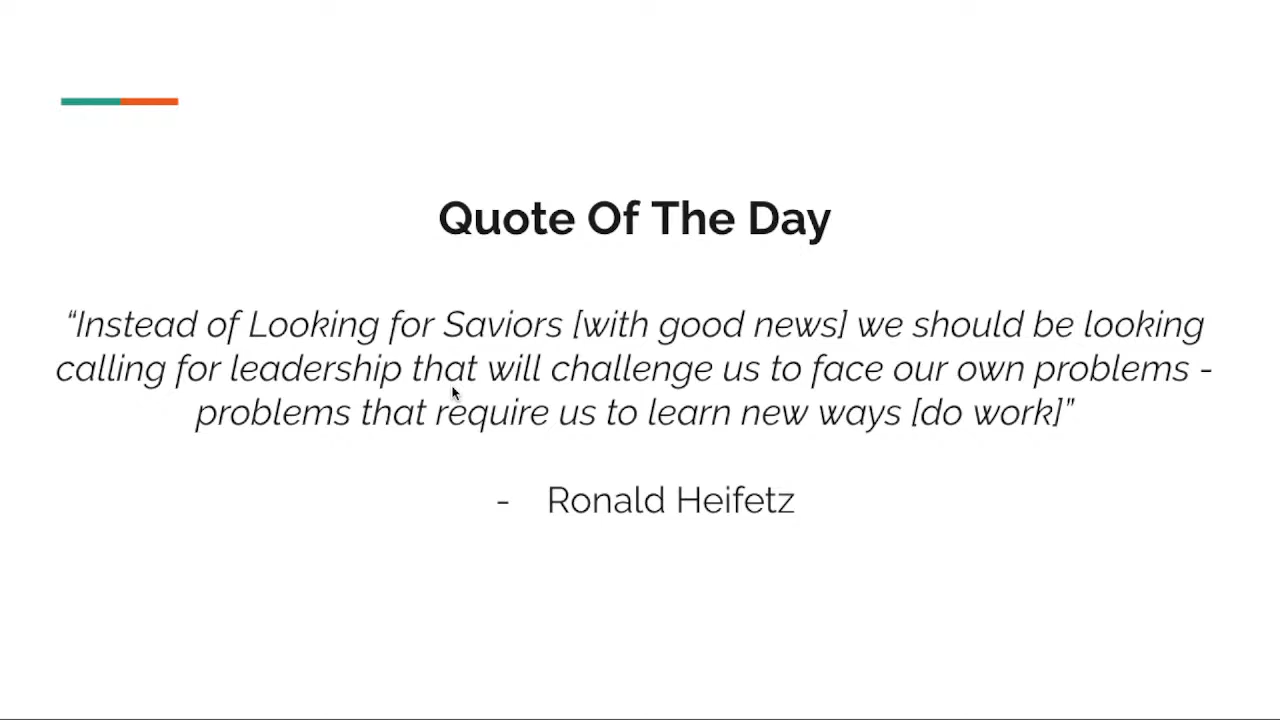 Quote Of The Day
“Instead of Looking for Saviors [with good news] we should be looking
calling for leadership that will challenge us to face our own problems -
problems that require us to learn new ways [do work]”
- Ronald Heifetz